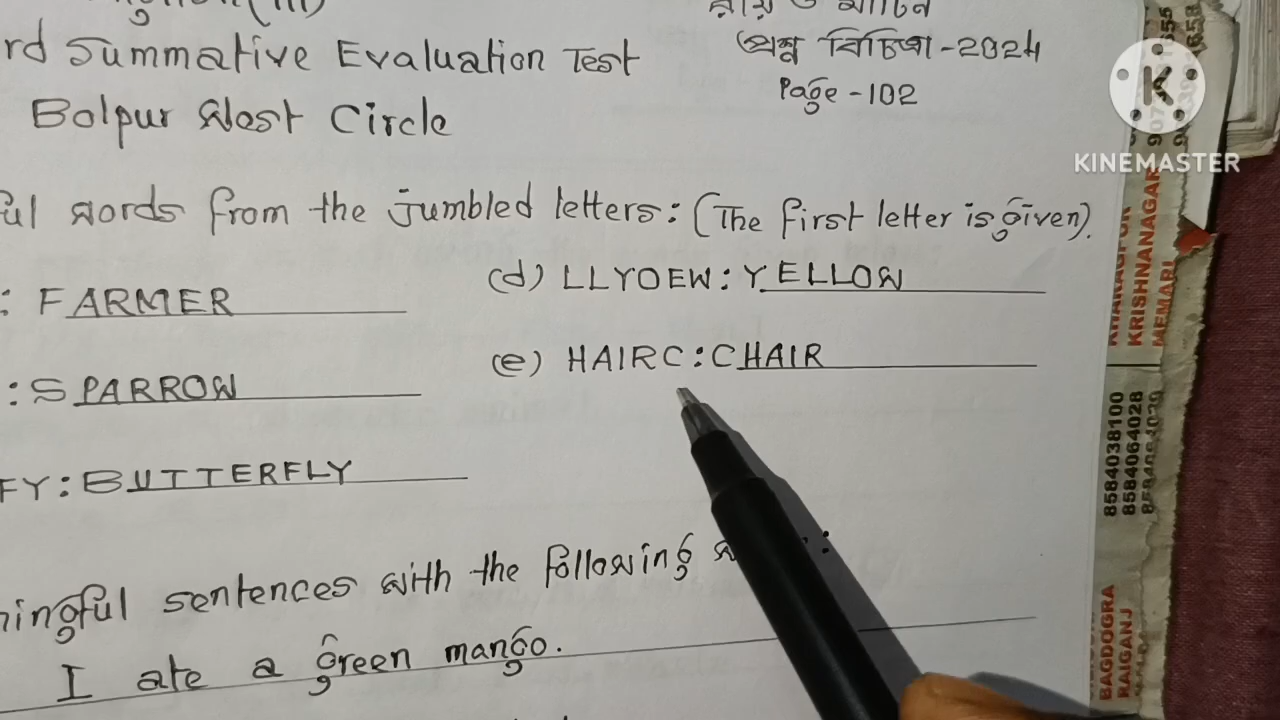 rd Summative Evaluation Test
প্রশ্ন বিচিত্রা-2024
Page-102
Bolpur West Circle
KINEMASTER
ful words from the jumbled letters: (The first letter is given).
: FARMER
(d) LLYOEW: YELLOW
: SPARROW
(e) HAIRC: CHAIR
FY: BUTTERFLY
ningful sentences with the following
I ate a green mango.
KRISHNANAGAR
MEMARI
8584038100
8584064028
BAGDOGRA
RAIGANJ